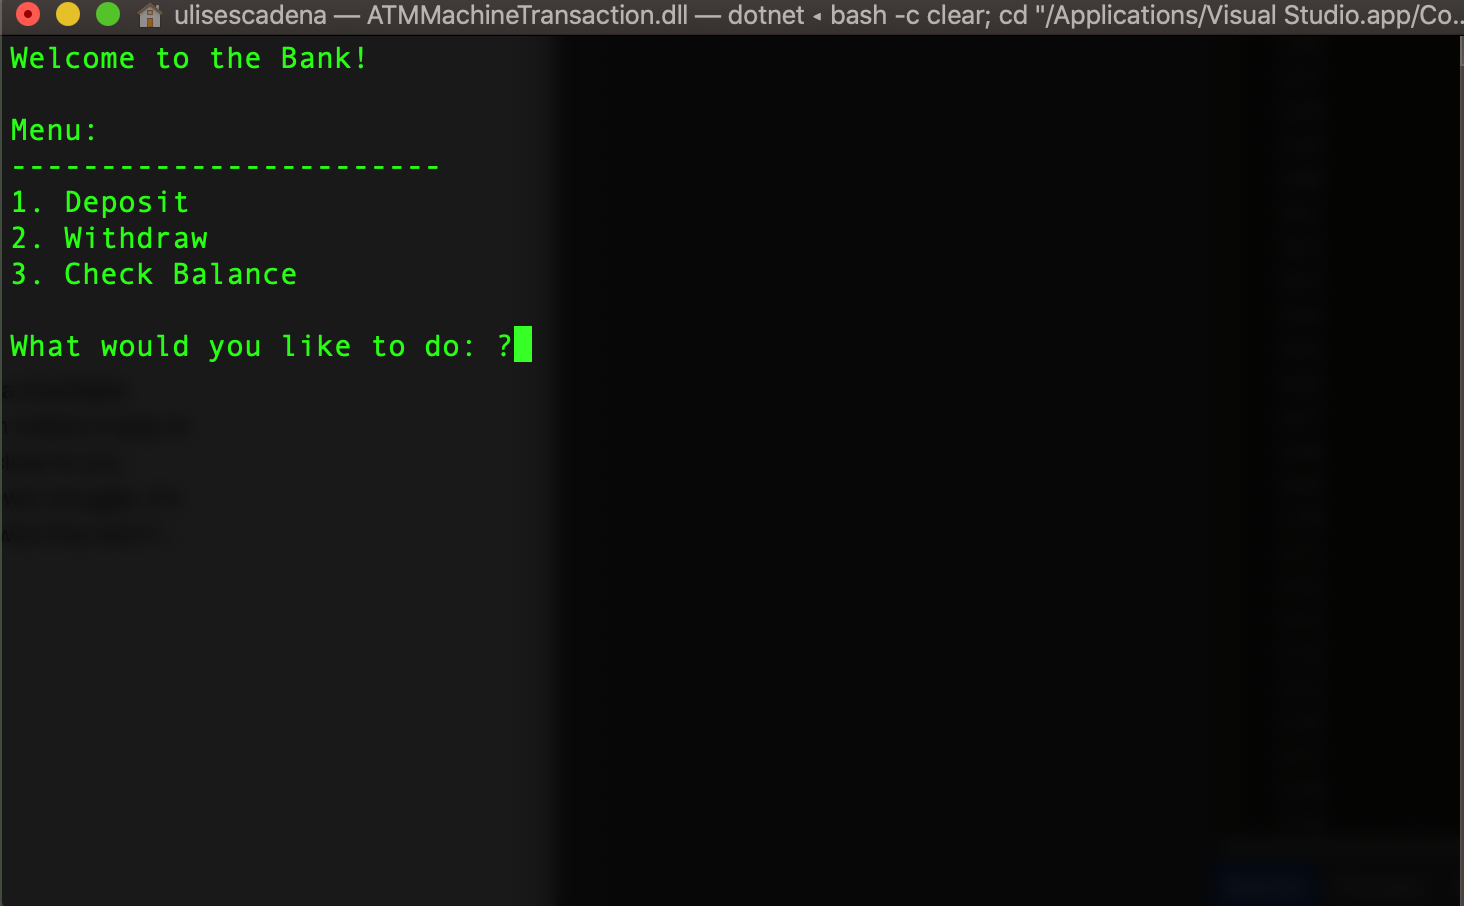 ulisescadena — ATMMachineTransaction.dll — dotnet ◂ bash -c clear; cd "/Applications/Visual Studio.app/Co...
Welcome to the Bank!
Menu:
------------------------
1. Deposit
2. Withdraw
3. Check Balance
What would you like to do: ?